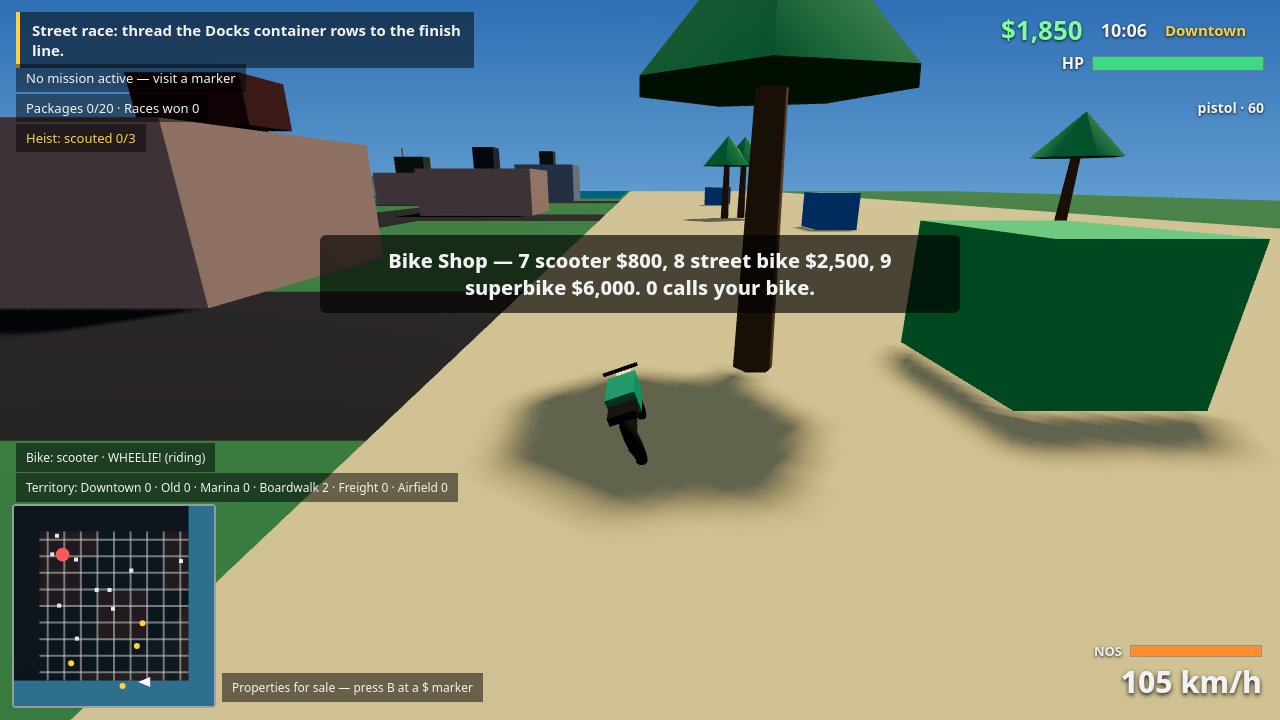 Street race: thread the Docks container rows to the finish
line.
$1,850 10:06 Downtown
HP
No mission active — visit a marker
Packages 0/20 · Races won 0
pistol · 60
Heist: scouted 0/3
Bike Shop — 7 scooter $800, 8 street bike $2,500, 9
superbike $6,000. 0 calls your bike.
Bike: scooter · WHEELIE! (riding)
Territory: Downtown 0 · Old 0 · Marina 0 · Boardwalk 2 · Freight 0 · Airfield 0
NOS
Properties for sale — press B at a $ marker
105 km/h